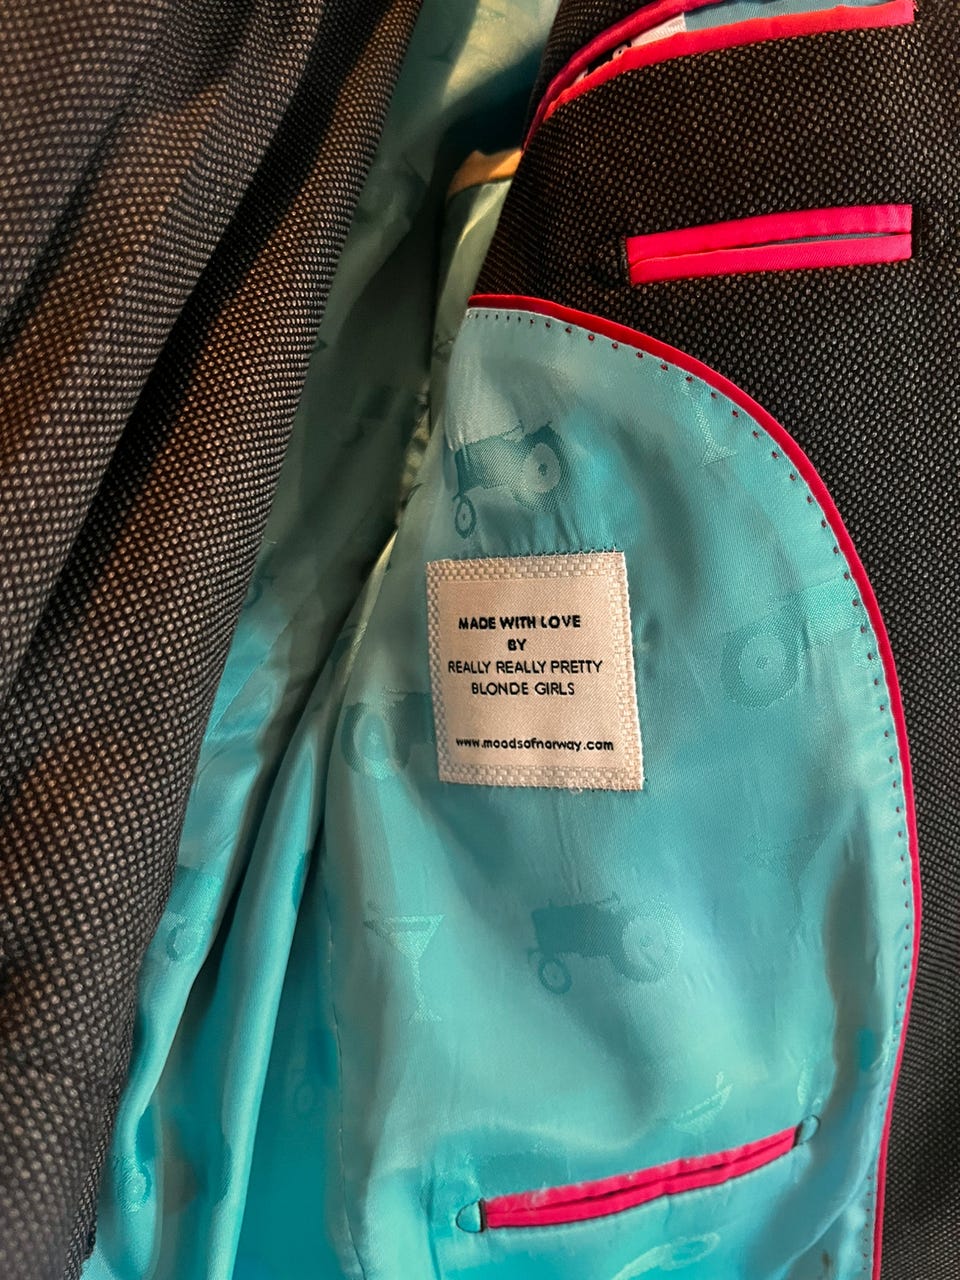 MADE WITH LOVE
BY
REALLY REALLY PRETTY
BLONDE GIRLS
www.moodsofnorway.com